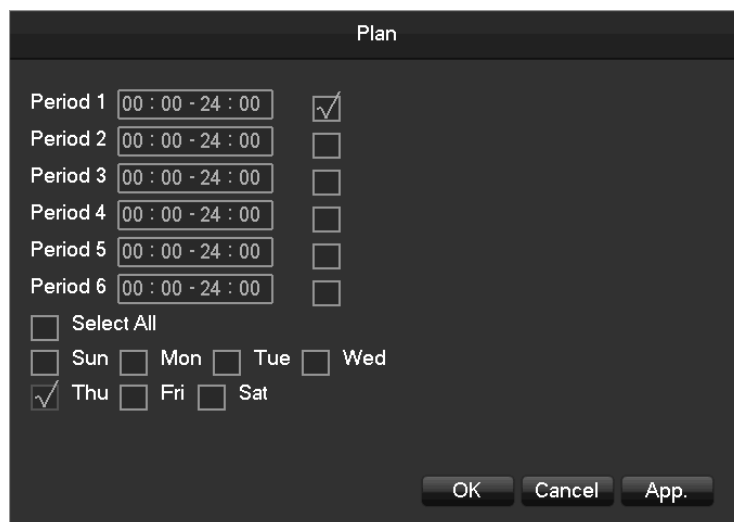 Plan
Period 1 00 : 00 - 24 : 00
Period 2 00 : 00 - 24 : 00
Period 3 00 : 00 - 24 : 00
Period 4 00 : 00 - 24 : 00
Period 5 00 : 00 - 24 : 00
Period 6 00 : 00 - 24 : 00
Select All
Sun Mon Tue Wed
Thu Fri Sat
OK Cancel App.